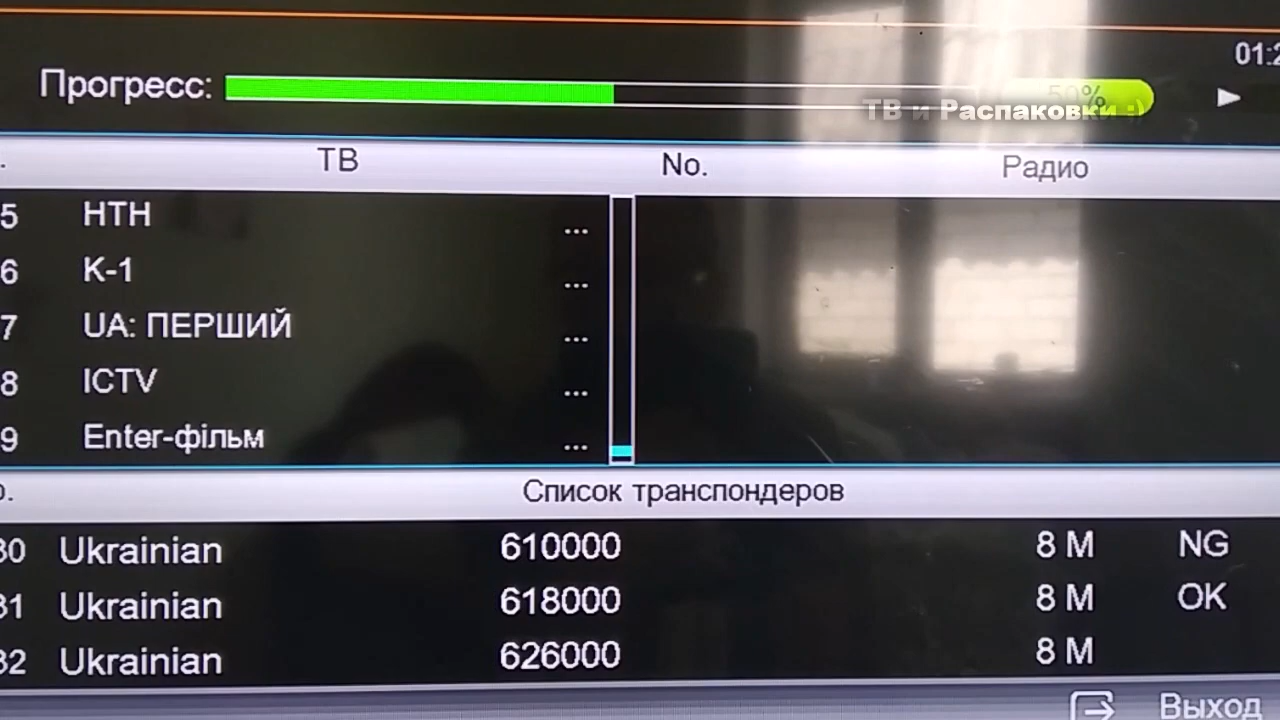 01:2
Прогресс: 50%
ТВ и Распаковки :)
. ТВ No. Радио
5 НТН ...
6 К-1 ...
7 UA: ПЕРШИЙ ...
8 ICTV ...
9 Enter-фільм ...
Список транспондеров
30 Ukrainian 610000 8 M NG
31 Ukrainian 618000 8 M OK
32 Ukrainian 626000 8 M
Выход